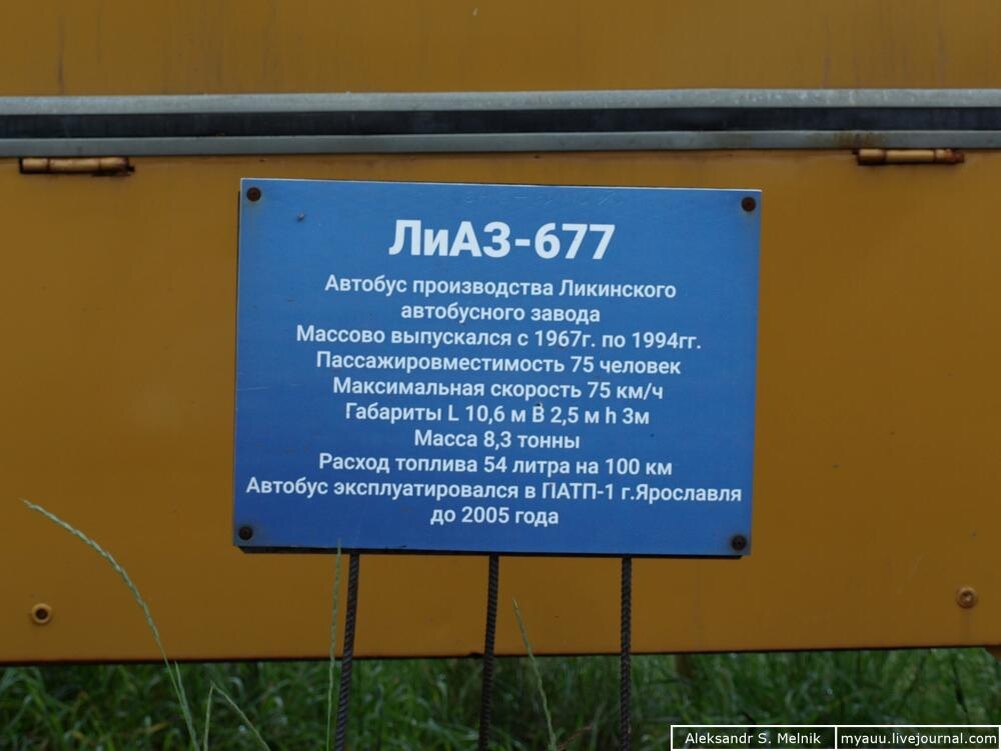 ЛиАЗ-677
Автобус производства Ликинского
автобусного завода
Массово выпускался с 1967г. по 1994гг.
Пассажировместимость 75 человек
Максимальная скорость 75 км/ч
Габариты L 10,6 м В 2,5 м h 3м
Масса 8,3 тонны
Расход топлива 54 литра на 100 км
Автобус эксплуатировался в ПАТП-1 г.Ярославля
до 2005 года
Aleksandr S. Melnik myauu.livejournal.com